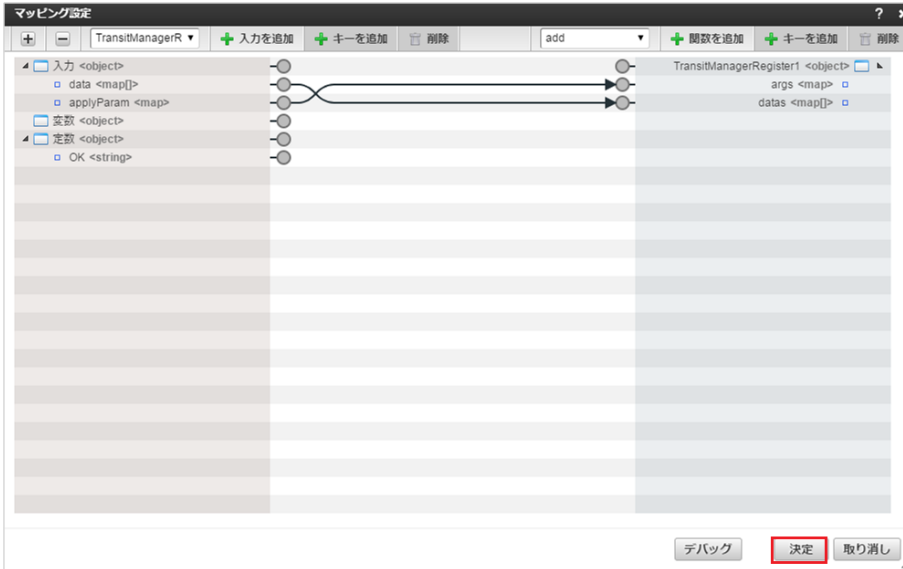 マッピング設定 ?
TransitManagerR 入力を追加 キーを追加 削除 add 関数を追加 キーを追加 削除
入力 <object> TransitManagerRegister1 <object>
data <map[]> args <map>
applyParam <map> datas <map[]>
変数 <object>
定数 <object>
OK <string>
デバッグ 決定 取り消し